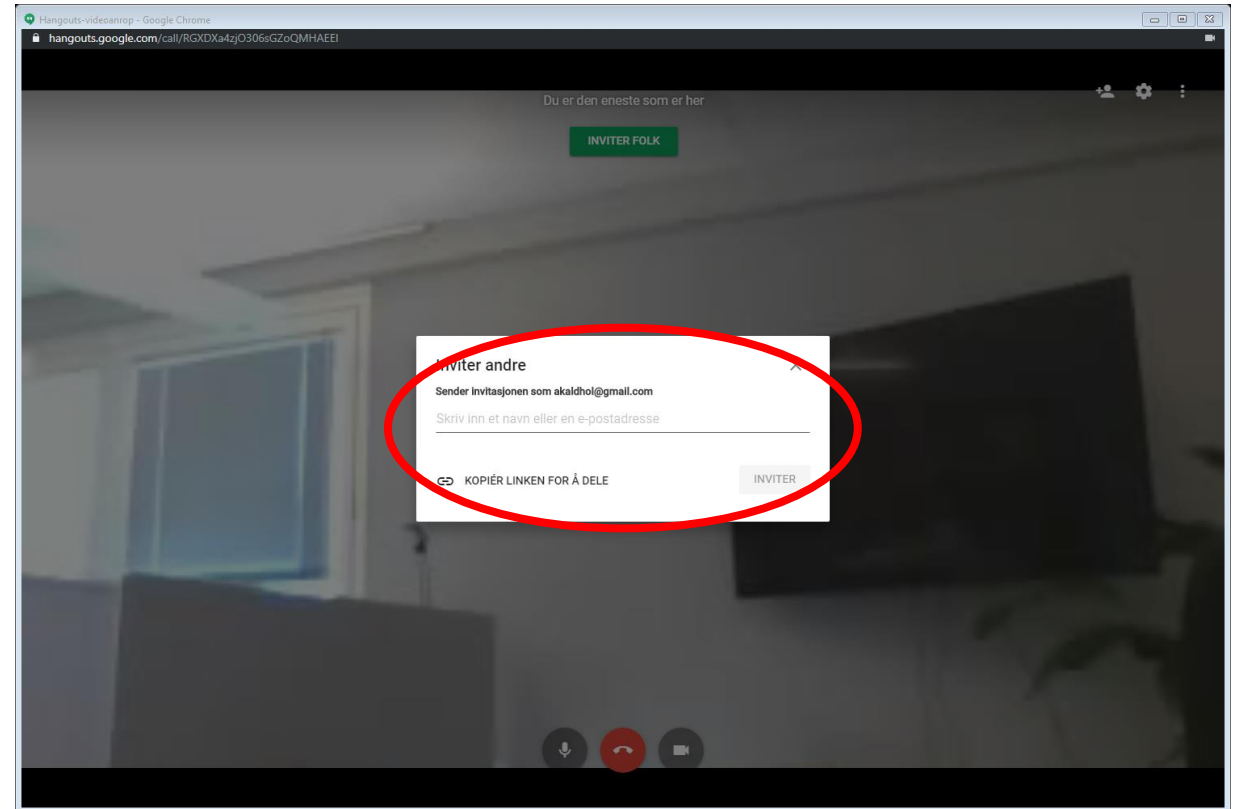 Hangouts-videoanrop - Google Chrome
hangouts.google.com/call/RGXDXa4zjO306sGZoQMHAEEI
Du er den eneste som er her
INVITER FOLK
Inviter andre
Sender invitasjonen som akaldhol@gmail.com
Skriv inn et navn eller en e-postadresse
KOPIÉR LINKEN FOR Å DELE
INVITER